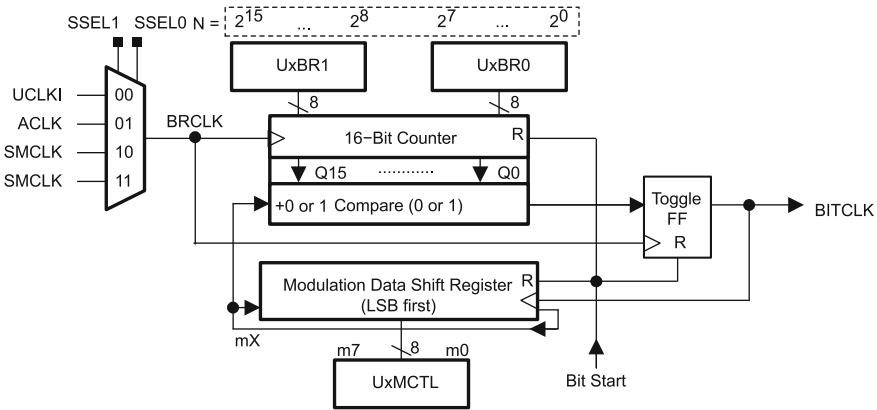 SSEL1 SSEL0 N = 2^15 ... 2^8 2^7 ... 2^0
UxBR1 UxBR0
UCLKI 00
8 8
ACLK 01
BRCLK
16−Bit Counter R
SMCLK 10
SMCLK 11
Q15 ............ Q0
+0 or 1 Compare (0 or 1)
Toggle
FF
R
BITCLK
Modulation Data Shift Register R
(LSB first)
mX
m7 8 m0
UxMCTL
Bit Start